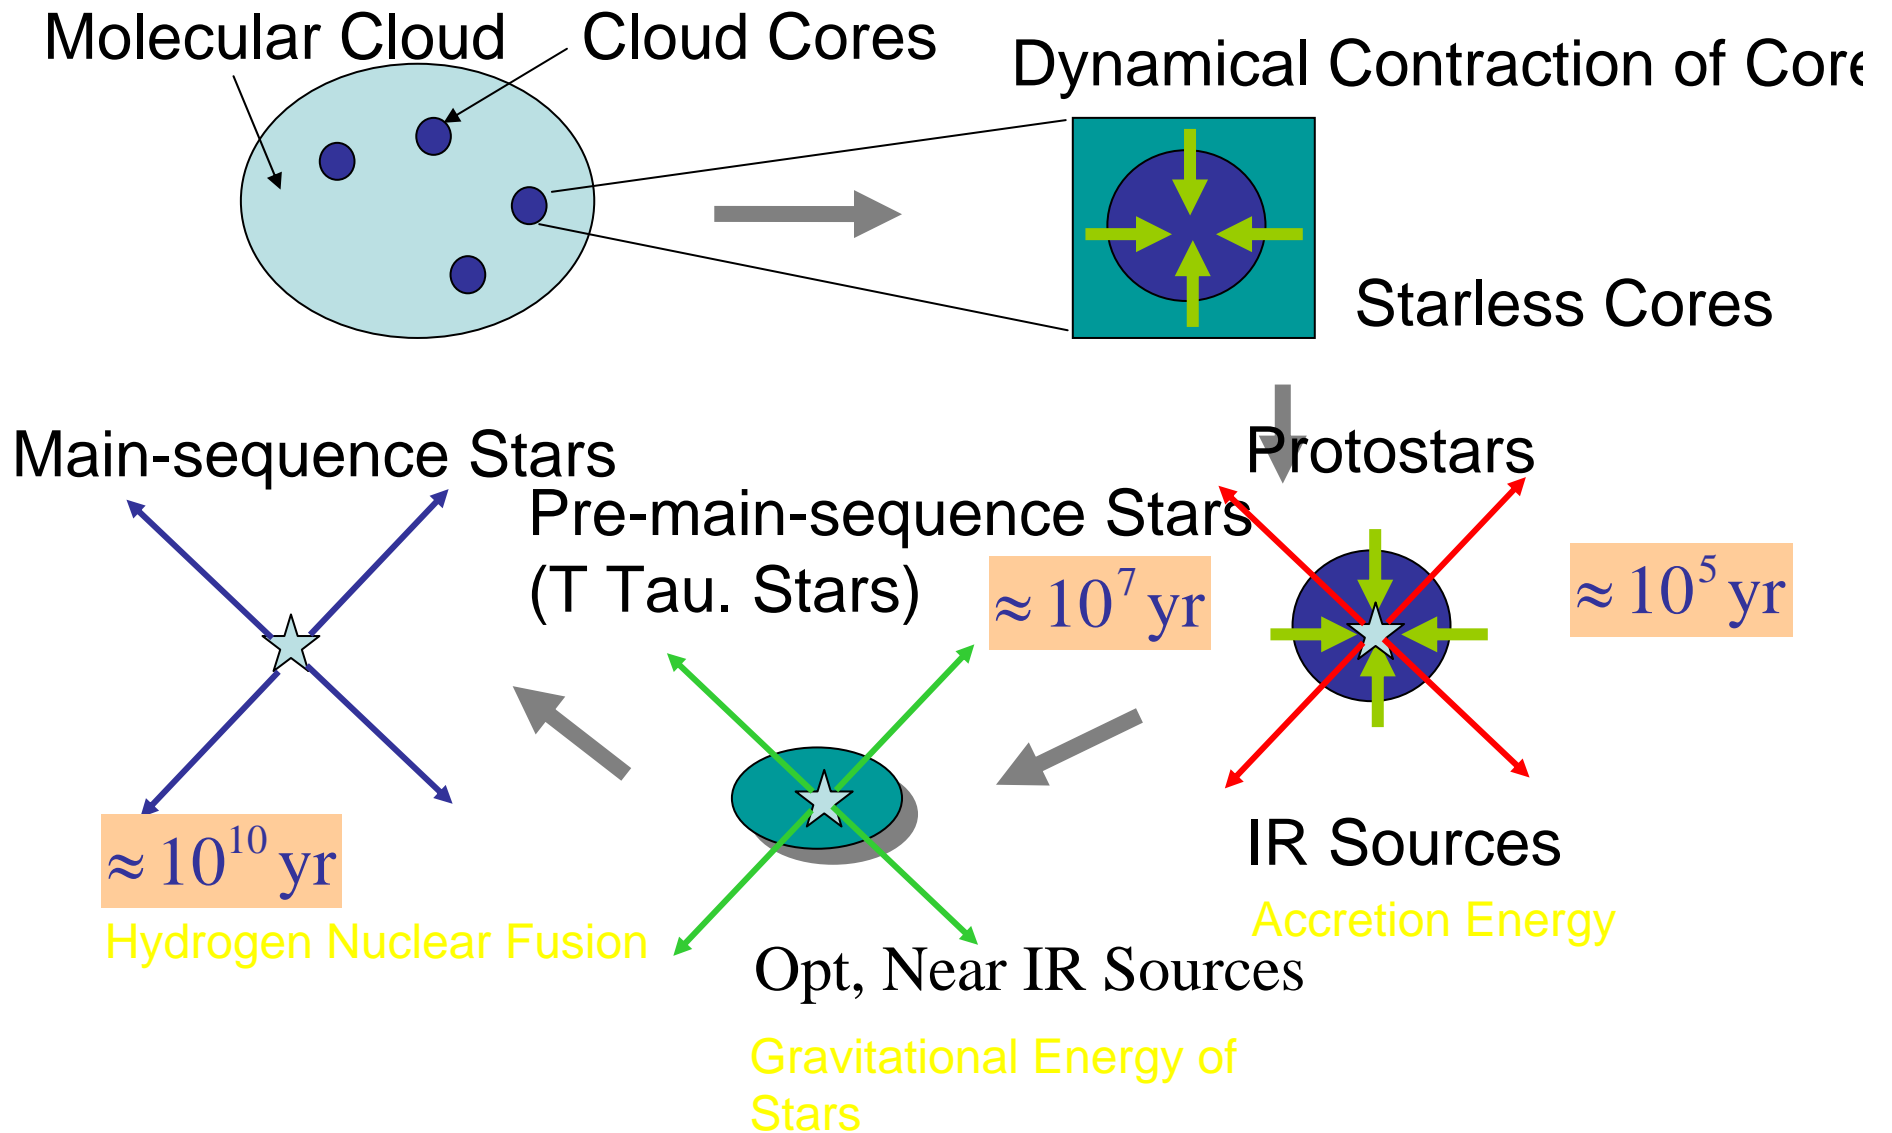 Molecular Cloud
Cloud Cores
Dynamical Contraction of Core
Starless Cores
Protostars
≈ 10⁵ yr
IR Sources
Accretion Energy
Pre-main-sequence Stars
(T Tau. Stars)
≈ 10⁷ yr
Opt, Near IR Sources
Gravitational Energy of
Stars
Main-sequence Stars
≈ 10¹⁰ yr
Hydrogen Nuclear Fusion